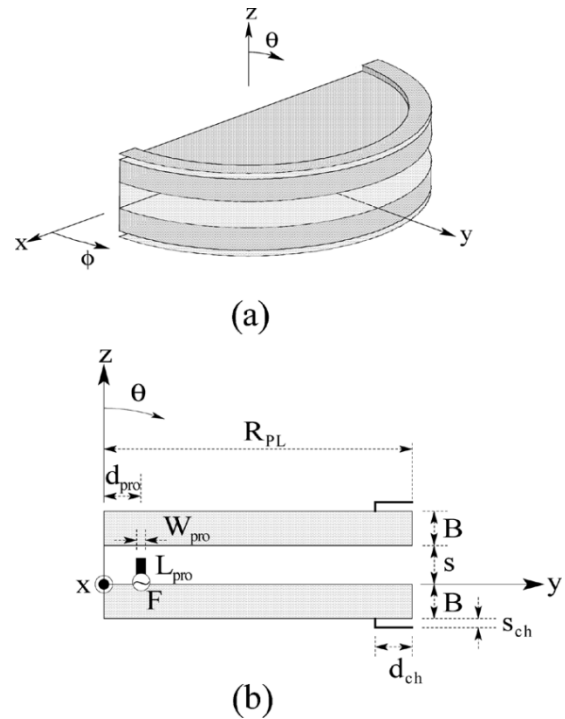 z
θ
x
ϕ
y
(a)
z
θ
R_PL
d_pro
W_pro
B
L_pro
s
x
F
y
B
s_ch
d_ch
(b)